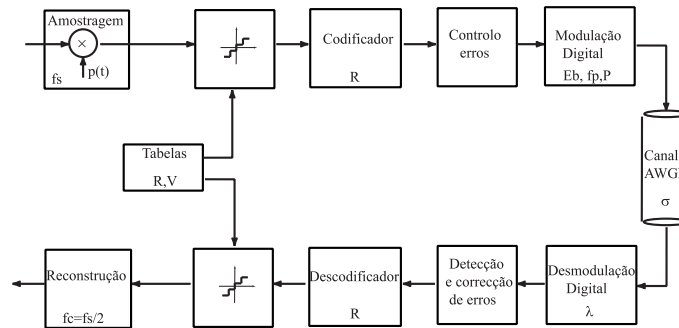 Amostragem
×
p(t)
fs
Codificador
R
Controlo
erros
Modulação
Digital
Eb, fp,P
Tabelas
R,V
Canal
σ
Reconstrução
fc=fs/2
Descodificador
R
Detecção
e correcção
de erros
Desmodulação
Digital
λ